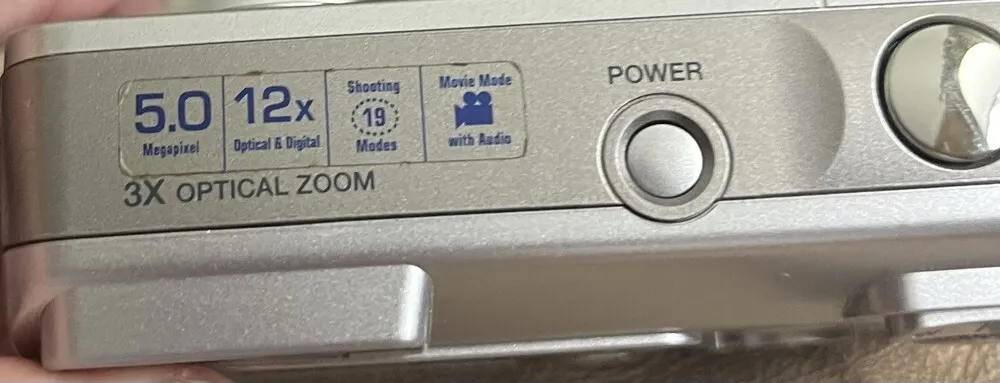 5.0
Megapixel
12x
Optical & Digital
Shooting
19
Modes
Movie Mode
with Audio
POWER
3X OPTICAL ZOOM